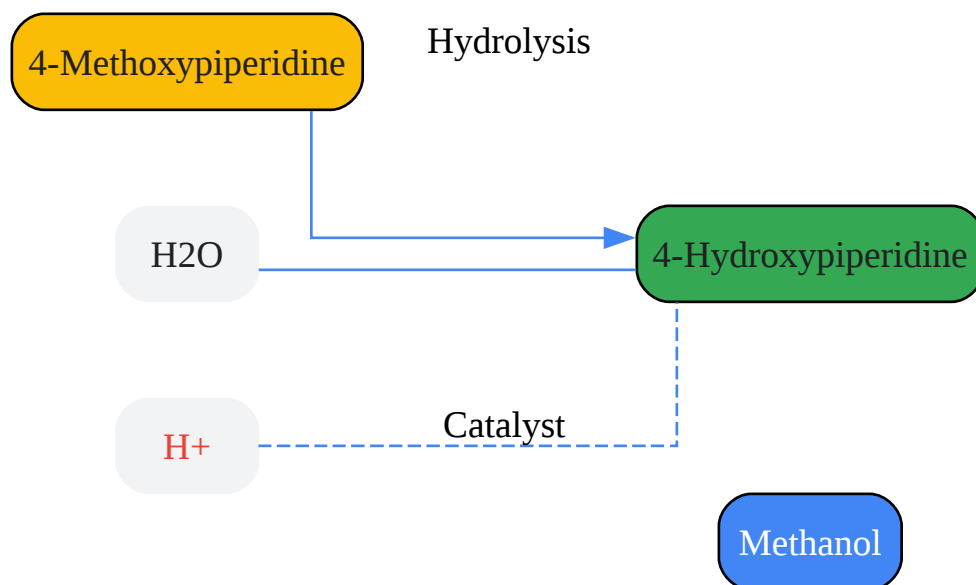 Hydrolysis
4-Methoxypiperidine
H2O
4-Hydroxypiperidine
Catalyst
H+
Methanol